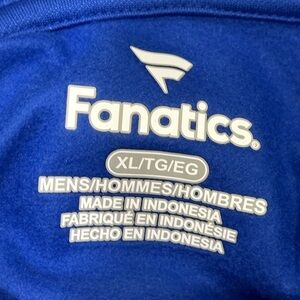 Fanatics.
XL/TG/EG
MENS/HOMMES/HOMBRES
MADE IN INDONESIA
FABRIQUÉ EN INDONÉSIE
HECHO EN INDONESIA